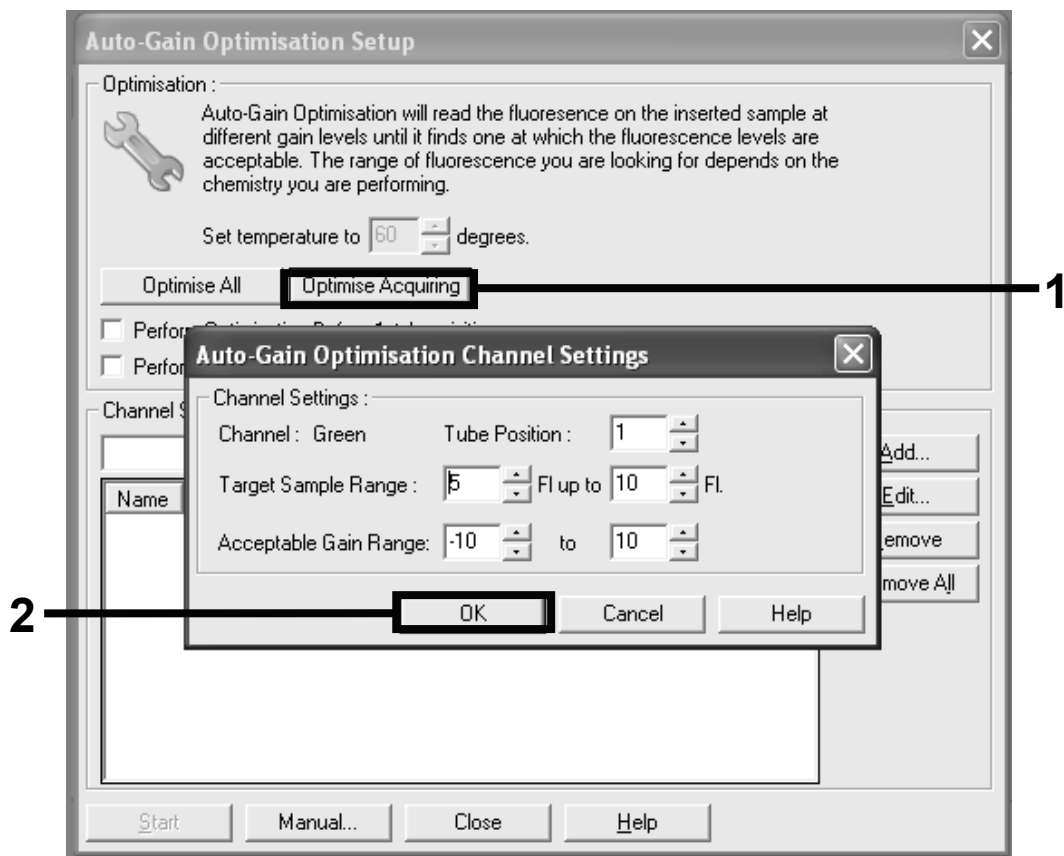 Auto-Gain Optimisation Setup
Optimisation :
Auto-Gain Optimisation will read the fluoresence on the inserted sample at
different gain levels until it finds one at which the fluorescence levels are
acceptable. The range of fluorescence you are looking for depends on the
chemistry you are performing.
Set temperature to 60 degrees.
Optimise All Optimise Acquiring 1
Perfor
Auto-Gain Optimisation Channel Settings
Perfor
Channel Settings :
Channel S
Channel : Green Tube Position : 1
Add...
Target Sample Range : 5 Fl up to 10 Fl.
Name Edit...
Acceptable Gain Range: -10 to 10
emove
move All
2 OK Cancel Help
Start Manual... Close Help